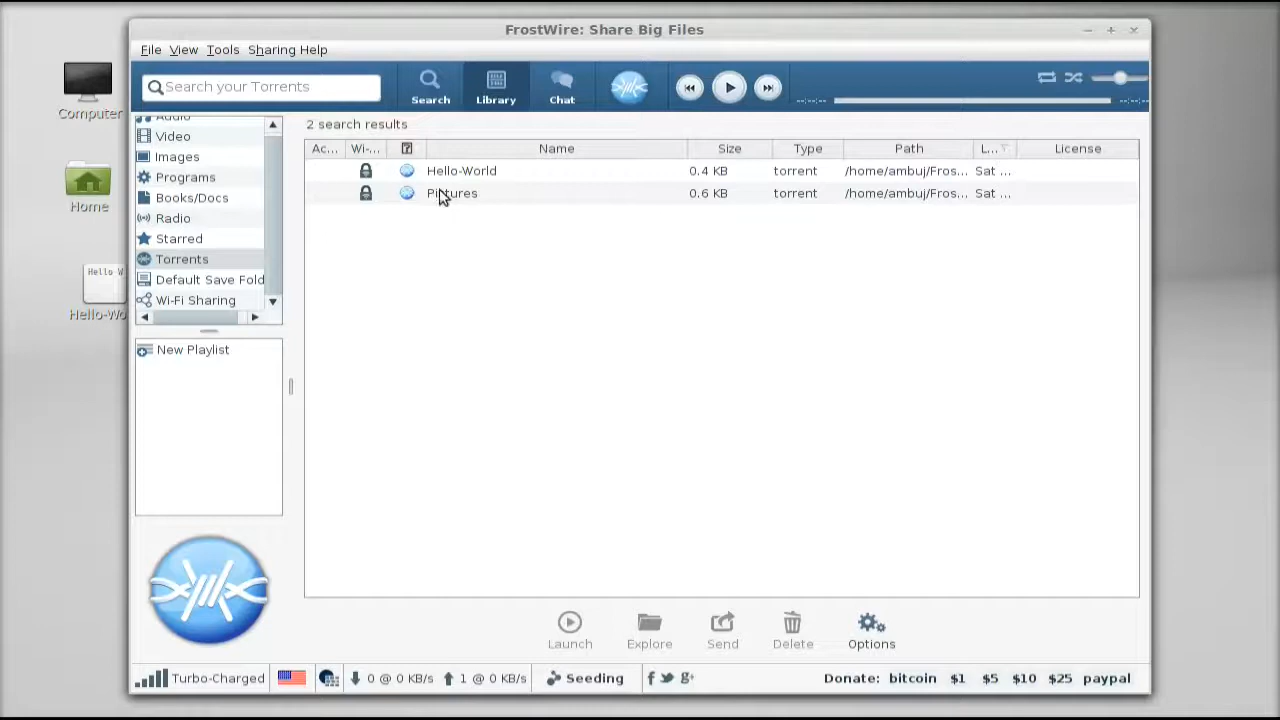 FrostWire: Share Big Files
File View Tools Sharing Help
Computer
Home
Hello W
Hello-Wo
Search your Torrents
Search
Library
Chat
--:--:--
--:--:--
Audio
Video
Images
Programs
Books/Docs
Radio
Starred
Torrents
Default Save Fold
Wi-Fi Sharing
New Playlist
2 search results
Ac... Wi-... Name Size Type Path L... License
Hello-World 0.4 KB torrent /home/ambuj/Fros... Sat ...
Pictures 0.6 KB torrent /home/ambuj/Fros... Sat ...
Launch Explore Send Delete Options
Turbo-Charged 0 @ 0 KB/s 1 @ 0 KB/s Seeding f g+ Donate: bitcoin $1 $5 $10 $25 paypal